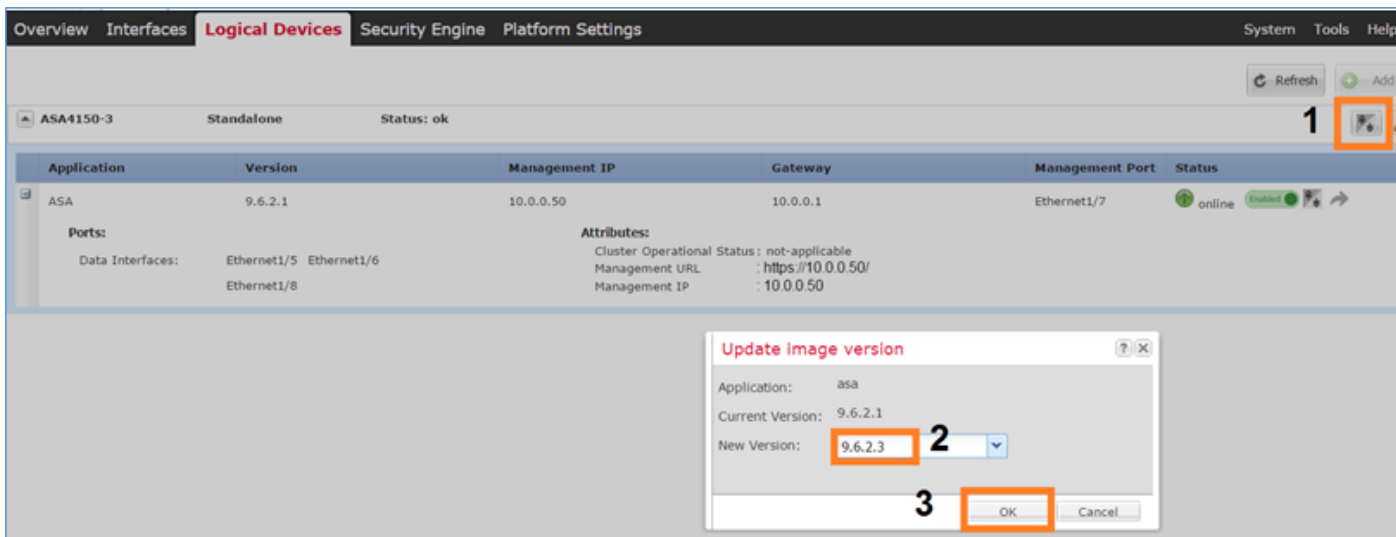 Overview Interfaces Logical Devices Security Engine Platform Settings System Tools Help
Refresh Add
ASA4150-3 Standalone Status: ok 1
Application Version Management IP Gateway Management Port Status
ASA 9.6.2.1 10.0.0.50 10.0.0.1 Ethernet1/7 online Enabled
Ports: Attributes:
Data Interfaces: Ethernet1/5 Ethernet1/6 Cluster Operational Status : not-applicable
Management URL : https://10.0.0.50/
Ethernet1/8 Management IP : 10.0.0.50
Update image version ?
Application: asa
Current Version: 9.6.2.1
New Version: 9.6.2.3 2
3 OK Cancel